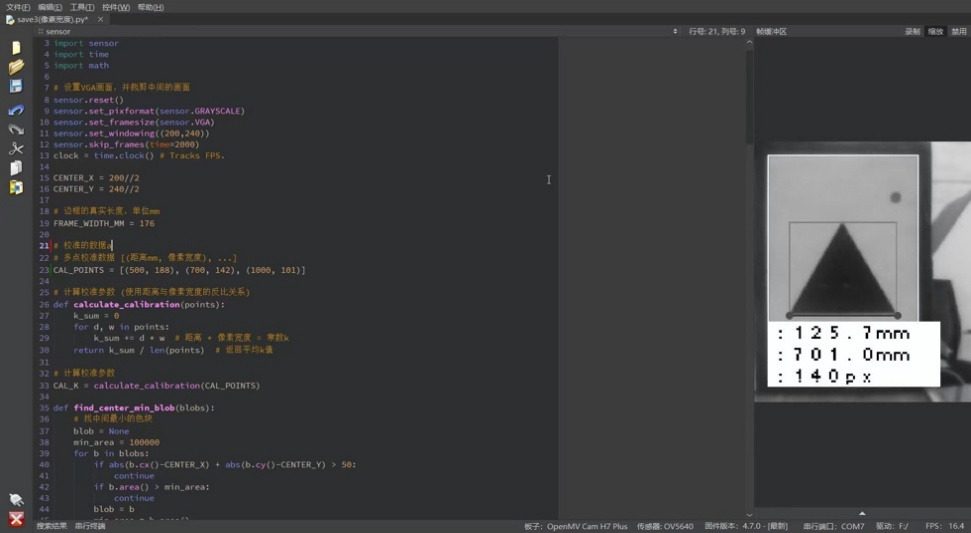 文件(F) 编辑(E) 工具(T) 控件(W) 帮助(H)
save3(像素宽度).py* ×
sensor 行号: 21, 列号: 9 帧缓冲区 录制 缩放 禁用
3 import sensor
4 import time
5 import math
6
7 # 设置VGA画面，并裁剪中间的画面
8 sensor.reset()
9 sensor.set_pixformat(sensor.GRAYSCALE)
10 sensor.set_framesize(sensor.VGA)
11 sensor.set_windowing((200,240))
12 sensor.skip_frames(time=2000)
13 clock = time.clock() # Tracks FPS.
14
15 CENTER_X = 200//2
16 CENTER_Y = 240//2
17
18 # 边框的真实长度，单位mm
19 FRAME_WIDTH_MM = 176
20
21 # 校准的数据a
22 # 多点校准数据 [(距离mm, 像素宽度), ...]
23 CAL_POINTS = [(500, 188), (700, 142), (1000, 101)]
24
25 # 计算校准参数 (使用距离与像素宽度的反比关系)
26 def calculate_calibration(points):
27 k_sum = 0
28 for d, w in points:
29 k_sum += d * w # 距离 * 像素宽度 = 常数k
30 return k_sum / len(points) # 返回平均k值
31
32 # 计算校准参数
33 CAL_K = calculate_calibration(CAL_POINTS)
34
35 def find_center_min_blob(blobs):
36 # 找中间最小的色块
37 blob = None
38 min_area = 100000
39 for b in blobs:
40 if abs(b.cx()-CENTER_X) + abs(b.cy()-CENTER_Y) > 50:
41 continue
42 if b.area() > min_area:
43 continue
44 blob = b
: 125.7mm
: 701.0mm
: 140px
搜索结果 串行终端 板子: OpenMV Cam H7 Plus 传感器: OV5640 固件版本: 4.7.0 - [最新] 串行端口: COM7 驱动: F:/ FPS: 16.4